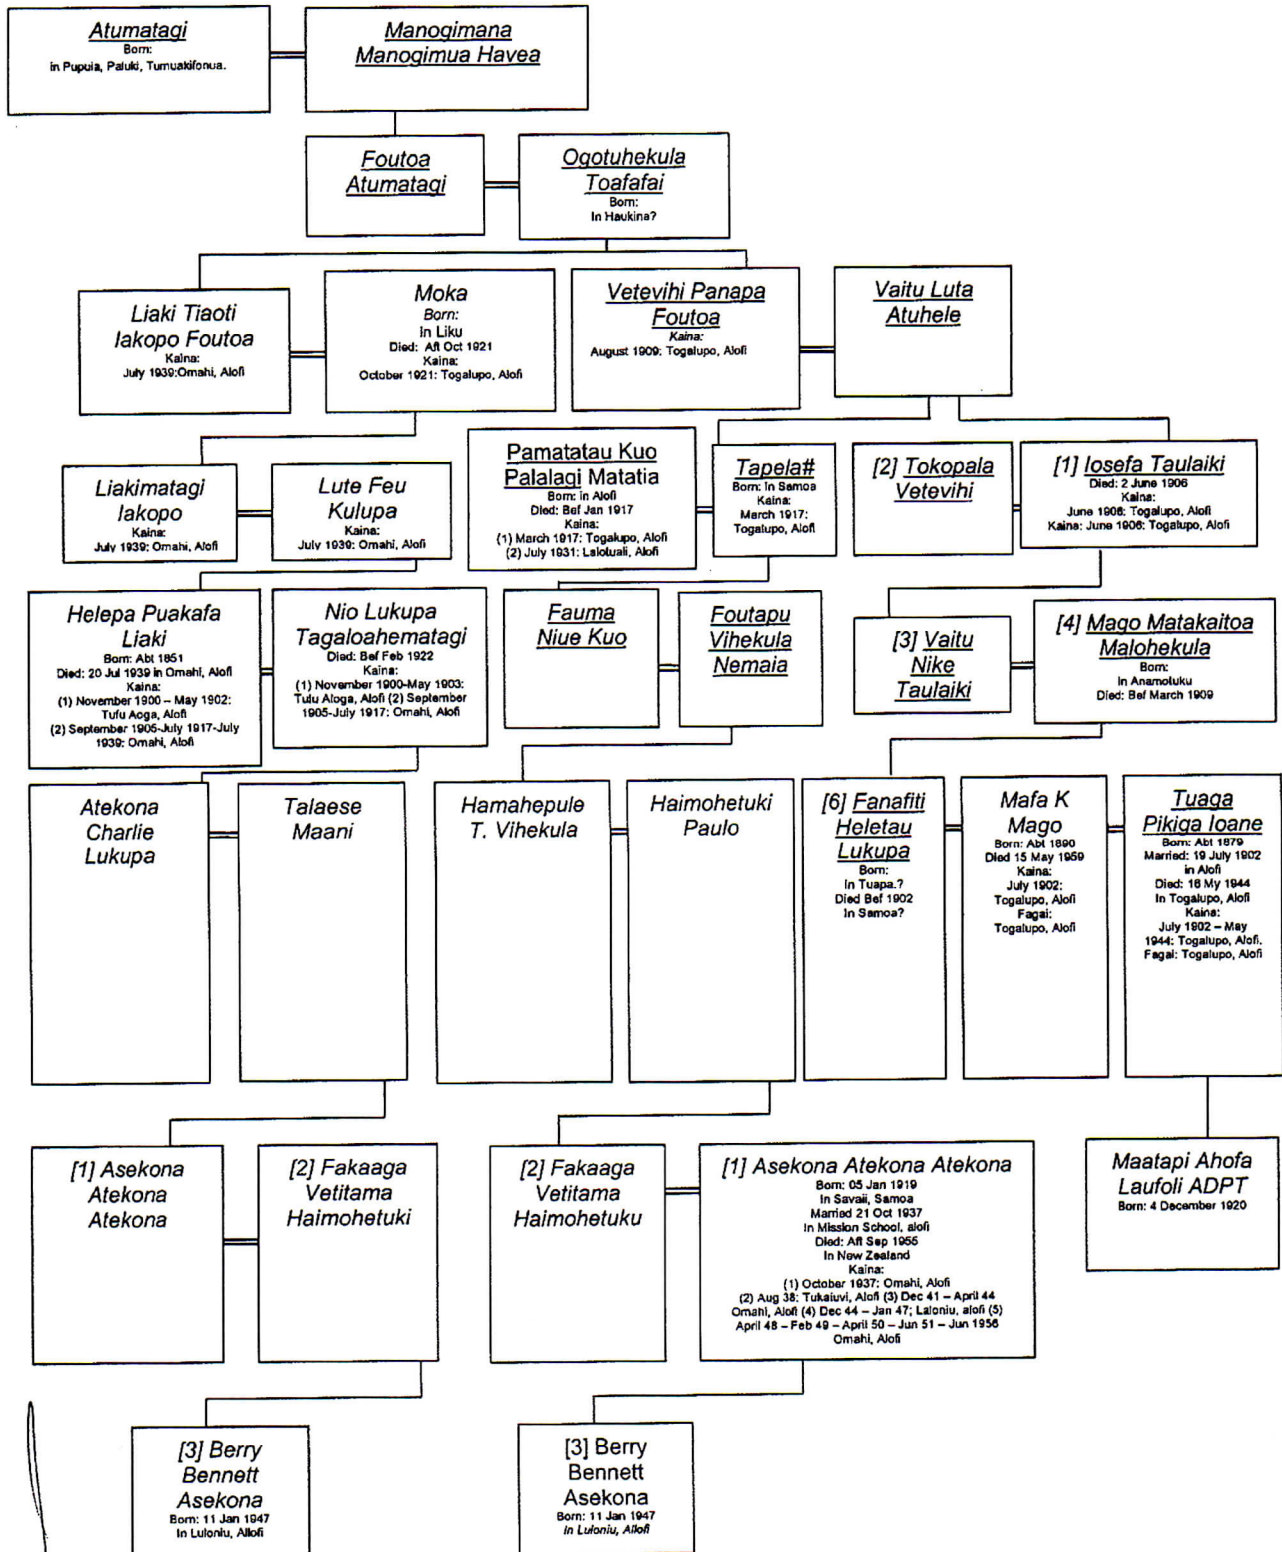 Atumatagi
Born:
in Pupuia, Paluki, Tumuakifonua.
Manogimana
Manogimua Havea
Foutoa
Atumatagi
Ogotuhekula
Toafafai
Born:
In Haukina?
Liaki Tiaoti
Iakopo Foutoa
Kaina:
July 1939:Omahi, Alofi
Moka
Born:
In Liku
Died: Aft Oct 1921
Kaina:
October 1921: Togalupo, Alofi
Vetevihi Panapa
Foutoa
Kaina:
August 1909: Togalupo, Alofi
Vaitu Luta
Atuhele
Liakimatagi
Iakopo
Kaina:
July 1939: Omahi, Alofi
Lute Feu
Kulupa
Kaina:
July 1939: Omahi, Alofi
Pamatatau Kuo
Palalagi Matatia
Born: in Alofi
Died: Bef Jan 1917
Kaina:
(1) March 1917: Togalupo, Alofi
(2) July 1931: Lalotuali, Alofi
Tapela#
Born: In Samoa
Kaina:
March 1917:
Togalupo, Alofi
[2] Tokopala
Vetevihi
[1] Iosefa Taulaiki
Died: 2 June 1906
Kaina:
June 1906: Togalupo, Alofi
Kaina: June 1906: Togalupo, Alofi
Helepa Puakafa
Liaki
Born: Abt 1851
Died: 20 Jul 1939 in Omahi, Alofi
Kaina:
(1) November 1900 – May 1902:
Tufu Aoga, Alofi
(2) September 1905-July 1917-July
1939: Omahi, Alofi
Nio Lukupa
Tagaloahematagi
Died: Bef Feb 1922
Kaina:
(1) November 1900-May 1903:
Tufu Aloga, Alofi (2) September
1905-July 1917: Omahi, Alofi
Fauma
Niue Kuo
Foutapu
Vihekula
Nemaia
[3] Vaitu
Nike
Taulaiki
[4] Mago Matakaitoa
Malohekula
Born:
In Anamotuku
Died: Bef March 1909
Atekona
Charlie
Lukupa
Talaese
Maani
Hamahepule
T. Vihekula
Haimohetuki
Paulo
[6] Fanafiti
Heletau
Lukupa
Born:
In Tuapa.?
Died Bef 1902
In Samoa?
Mafa K
Mago
Born: Abt 1890
Died 15 May 1959
Kaina:
July 1902:
Togalupo, Alofi
Fagai:
Togalupo, Alofi
Tuaga
Pikiga Ioane
Born: Abt 1879
Married: 19 July 1902
in Alofi
Died: 16 My 1944
In Togalupo, Alofi
Kaina:
July 1902 – May
1944: Togalupo, Alofi.
Fagai: Togalupo, Alofi
[1] Asekona
Atekona
Atekona
[2] Fakaaga
Vetitama
Haimohetuki
[2] Fakaaga
Vetitama
Haimohetuku
[1] Asekona Atekona Atekona
Born: 05 Jan 1919
In Savaii, Samoa
Married 21 Oct 1937
In Mission School, alofi
Died: Aft Sep 1955
In New Zealand
Kaina:
(1) October 1937: Omahi, Alofi
(2) Aug 38: Tukaiuvi, Alofi (3) Dec 41 – April 44
Omahi, Alofi (4) Dec 44 – Jan 47; Laloniu, alofi (5)
April 48 – Feb 49 – April 50 – Jun 51 – Jun 1956
Omahi, Alofi
Maatapi Ahofa
Laufoli ADPT
Born: 4 December 1920
[3] Berry
Bennett
Asekona
Born: 11 Jan 1947
In Luloniu, Allofi
[3] Berry
Bennett
Asekona
Born: 11 Jan 1947
In Luloniu, Allofi